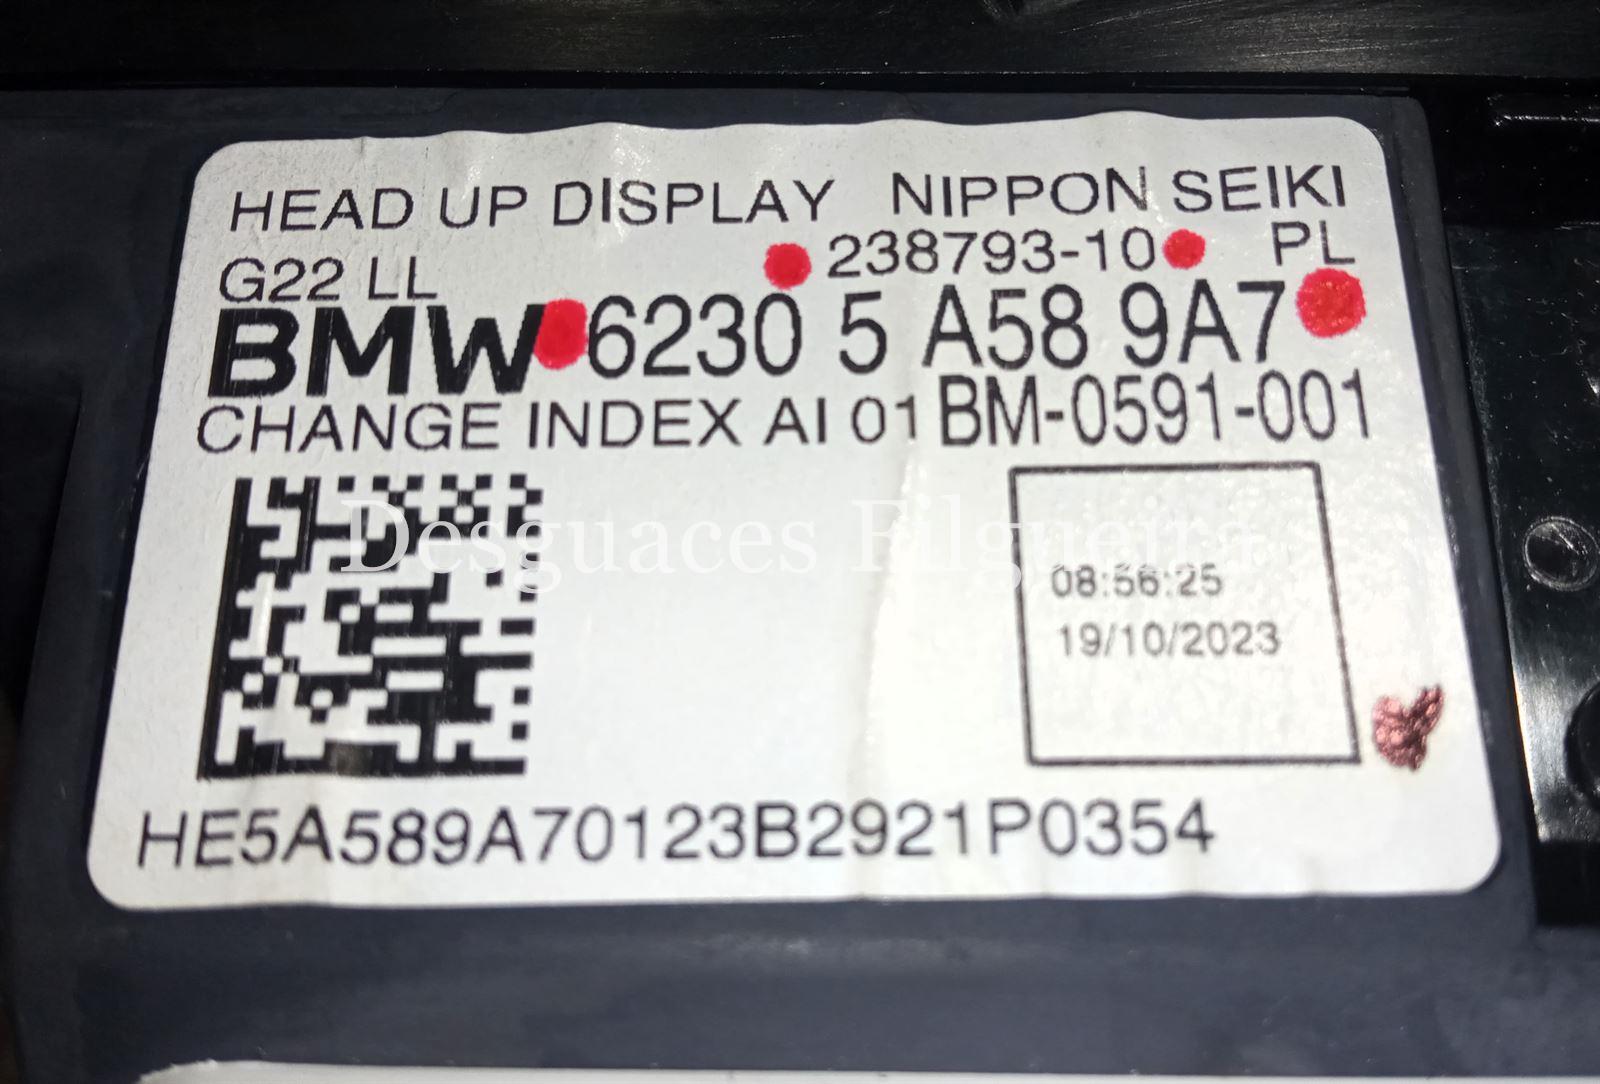 HEAD UP DISPLAY NIPPON SEIKI
G22 LL 238793-10 PL
BMW 6230 5 A58 9A7
CHANGE INDEX AI 01 BM-0591-001
Desguaces Filgueira
08:56:25
19/10/2023
HE5A589A70123B2921P0354